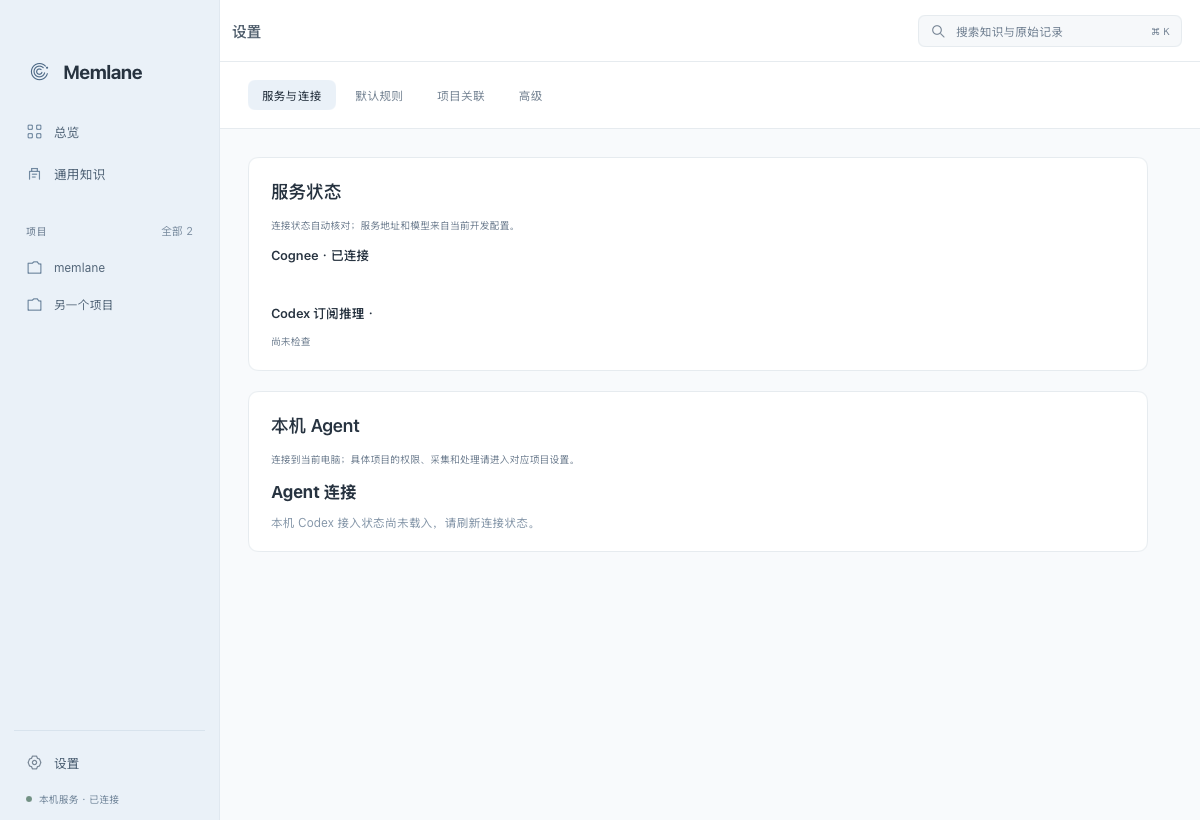 Memlane
总览
通用知识
项目 全部 2
memlane
另一个项目
设置
本机服务 · 已连接
设置
搜索知识与原始记录 ⌘ K
服务与连接 默认规则 项目关联 高级
服务状态
连接状态自动核对；服务地址和模型来自当前开发配置。
Cognee · 已连接
Codex 订阅推理 ·
尚未检查
本机 Agent
连接到当前电脑；具体项目的权限、采集和处理请进入对应项目设置。
Agent 连接
本机 Codex 接入状态尚未载入，请刷新连接状态。